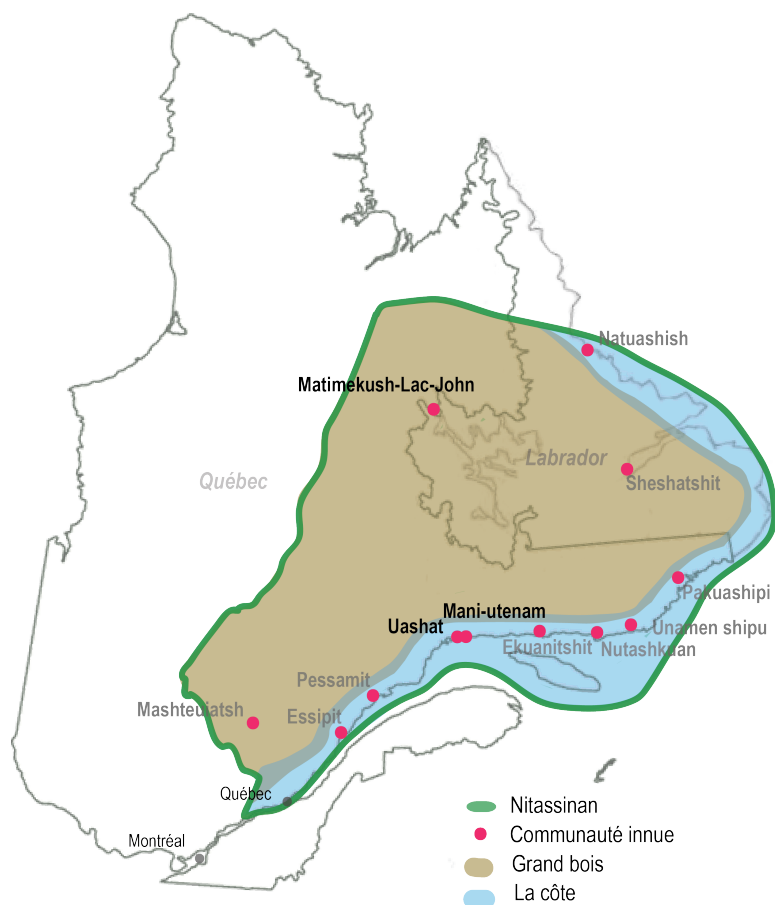 Natuashish
Matimekush-Lac-John
Labrador
Québec
Sheshatshit
Pakuashipi
Mani-utenam
Uashat
Unamen shipu
Ekuanitshit
Nutashkuan
Pessamit
Mashteuiatsh
Essipit
Québec
Montréal
Nitassinan
Communauté innue
Grand bois
La côte